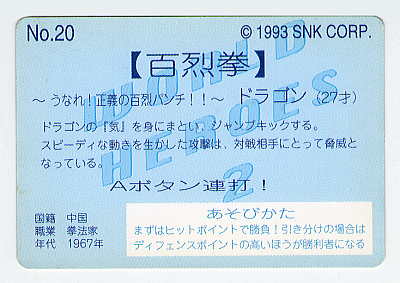 No.20
© 1993 SNK CORP.
【百烈拳】
～うなれ!正義の百烈パンチ!!～ ドラゴン(27才)
ドラゴンの『気』を身にまとい、ジャンプキックする。
スピーディな動きを生かした攻撃は、対戦相手にとって脅威と
なっている。
Aボタン連打!
WORLD
HEROES
2
国籍 中国
職業 拳法家
年代 1967年
あそびかた
まずはヒットポイントで勝負!引き分けの場合は
ディフェンスポイントの高いほうが勝利者になる